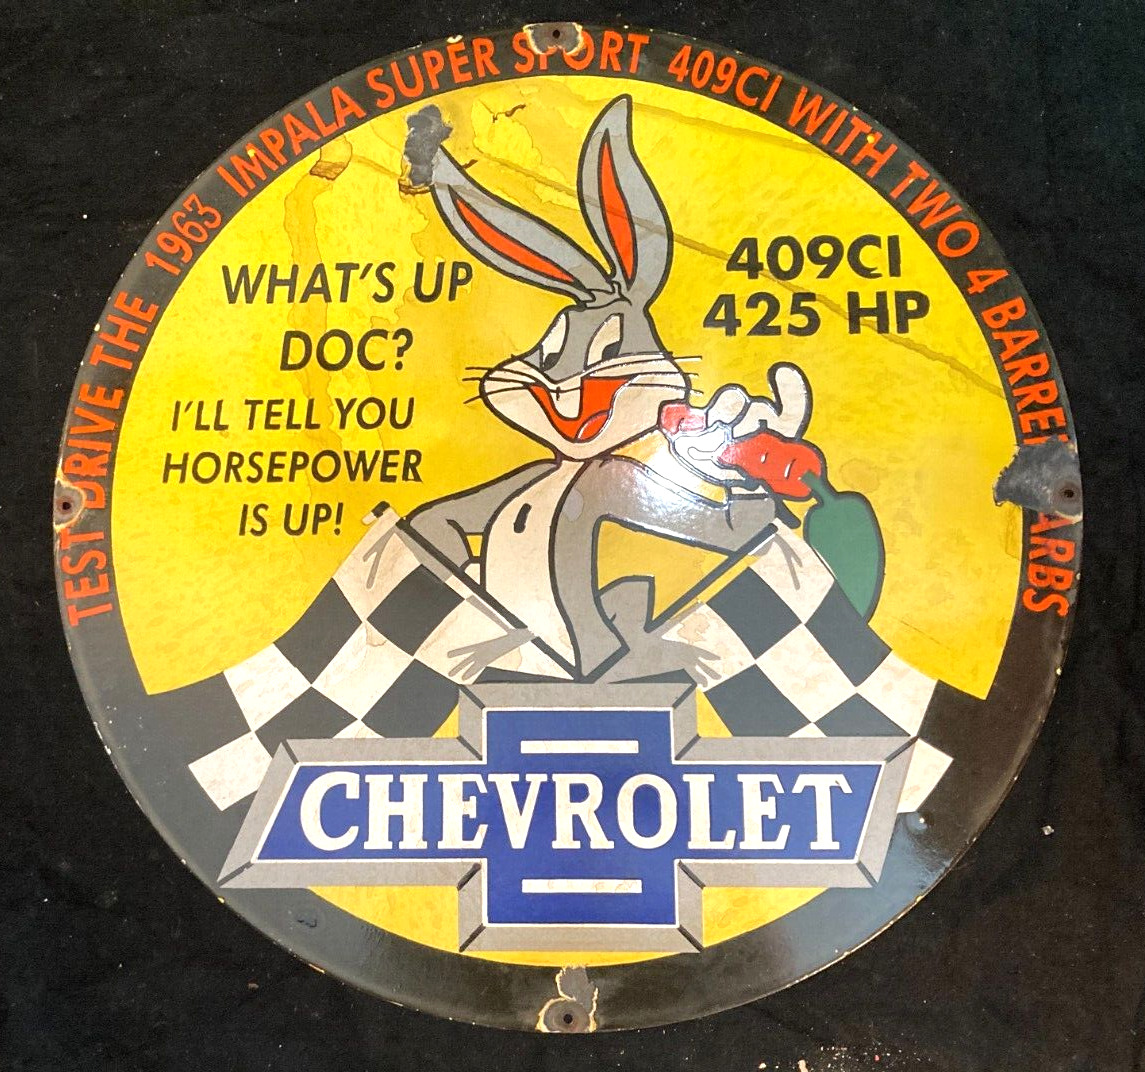 TEST DRIVE THE 1963 IMPALA SUPER SPORT 409CI WITH TWO 4 BARREL CARBS
WHAT'S UP
DOC?
I'LL TELL YOU
HORSEPOWER
IS UP!
409CI
425 HP
CHEVROLET